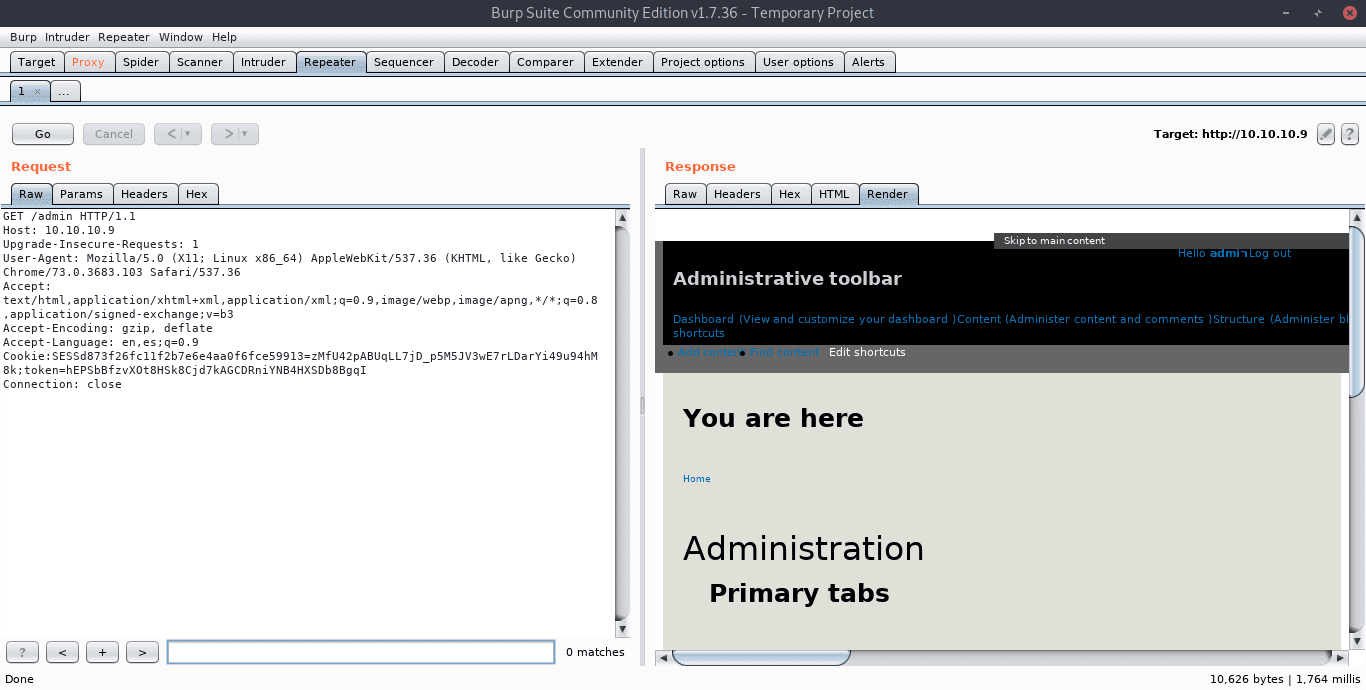 Burp Suite Community Edition v1.7.36 - Temporary Project
Burp Intruder Repeater Window Help
Target Proxy Spider Scanner Intruder Repeater Sequencer Decoder Comparer Extender Project options User options Alerts
1 × ...
Go Cancel < > Target: http://10.10.10.9 ?
Request
Raw Params Headers Hex
GET /admin HTTP/1.1
Host: 10.10.10.9
Upgrade-Insecure-Requests: 1
User-Agent: Mozilla/5.0 (X11; Linux x86_64) AppleWebKit/537.36 (KHTML, like Gecko)
Chrome/73.0.3683.103 Safari/537.36
Accept:
text/html,application/xhtml+xml,application/xml;q=0.9,image/webp,image/apng,*/*;q=0.8
,application/signed-exchange;v=b3
Accept-Encoding: gzip, deflate
Accept-Language: en,es;q=0.9
Cookie:SESSd873f26fc11f2b7e6e4aa0f6fce59913=zMfU42pABUqLL7jD_p5M5JV3wE7rLDarYi49u94hM
8k;token=hEPSbBfzvXOt8HSk8Cjd7kAGCDRniYNB4HXSDb8BgqI
Connection: close
? < + > 0 matches
Response
Raw Headers Hex HTML Render
Skip to main content
Hello admin Log out
Administrative toolbar
Dashboard (View and customize your dashboard )Content (Administer content and comments )Structure (Administer bl
shortcuts
Add content Find content Edit shortcuts
You are here
Home
Administration
Primary tabs
Done 10,626 bytes | 1,764 millis